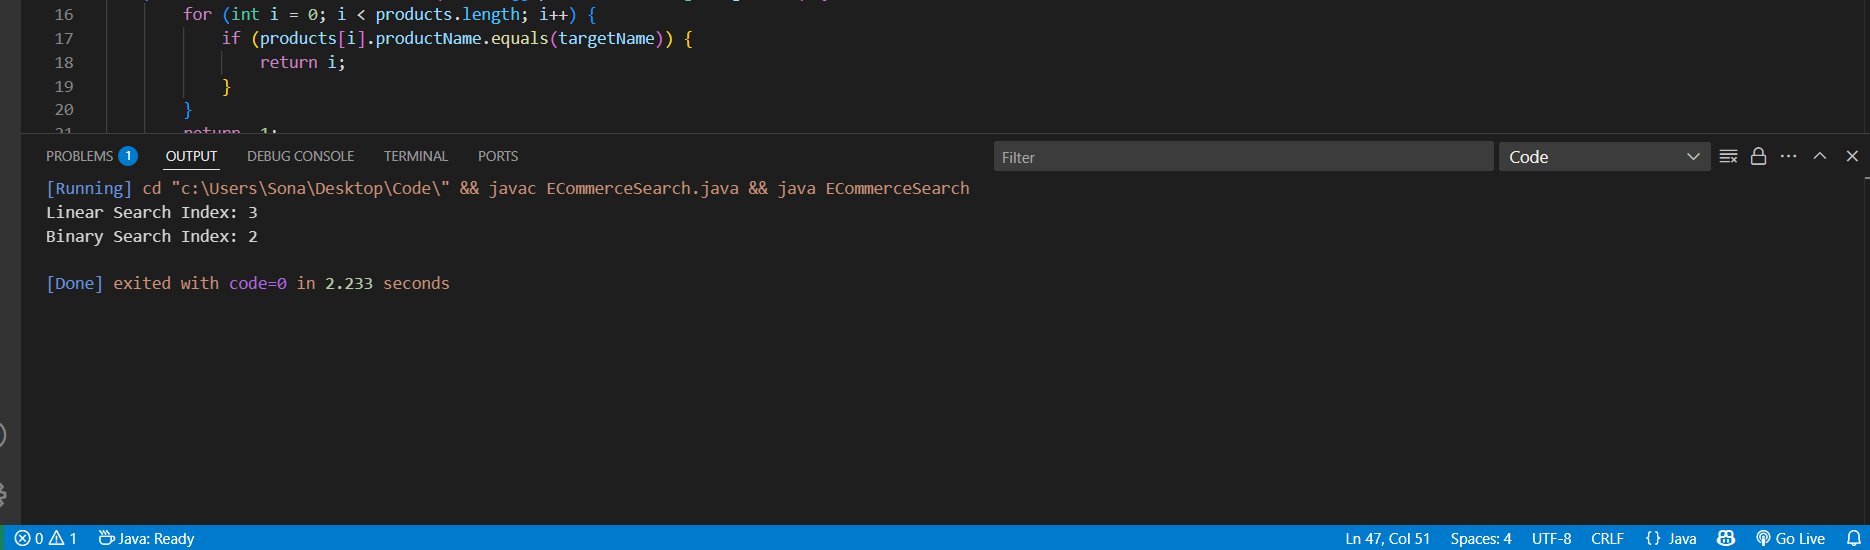 16 for (int i = 0; i < products.length; i++) {
17 if (products[i].productName.equals(targetName)) {
18 return i;
19 }
20 }
PROBLEMS 1 OUTPUT DEBUG CONSOLE TERMINAL PORTS Filter Code
[Running] cd "c:\Users\Sona\Desktop\Code\" && javac ECommerceSearch.java && java ECommerceSearch
Linear Search Index: 3
Binary Search Index: 2
[Done] exited with code=0 in 2.233 seconds
0 1 Java: Ready Ln 47, Col 51 Spaces: 4 UTF-8 CRLF {} Java Go Live